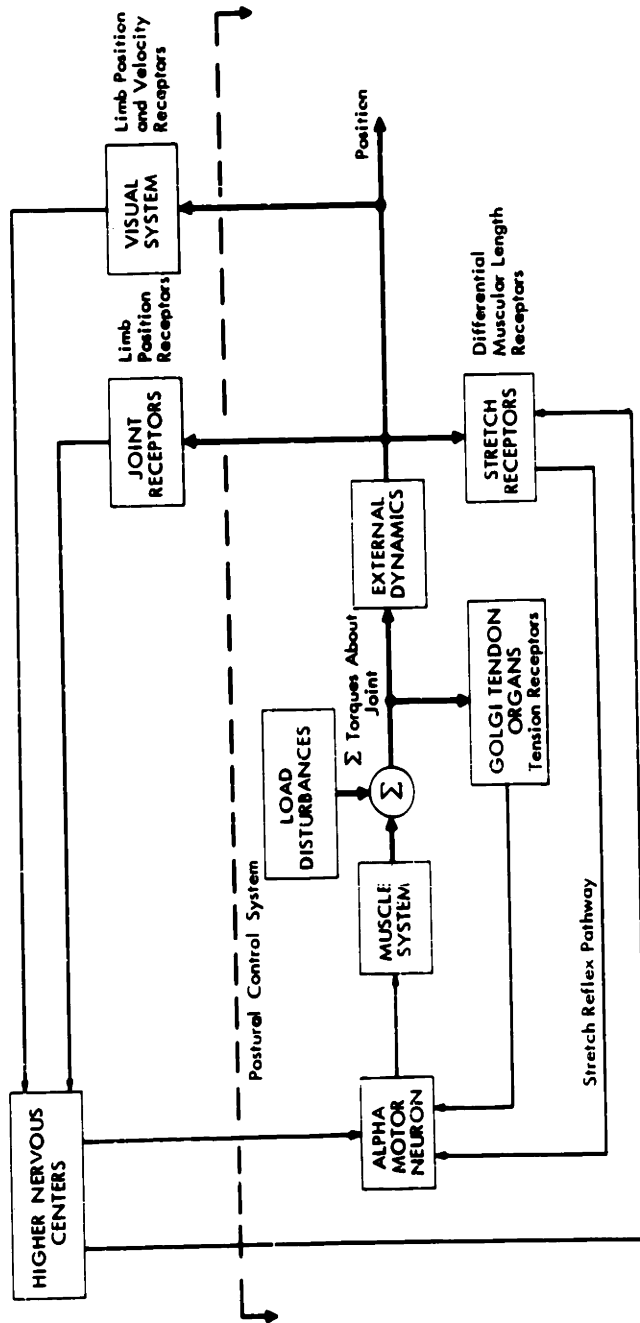 HIGHER NERVOUS
CENTERS
JOINT
RECEPTORS
Limb
Position
Receptors
VISUAL
SYSTEM
Limb Position
and Velocity
Receptors
Postural Control System
LOAD
DISTURBANCES
Σ Torques About
Joint
ALPHA
MOTOR
NEURON
MUSCLE
SYSTEM
Σ
EXTERNAL
DYNAMICS
Position
GOLGI TENDON
ORGANS
Tension Receptors
STRETCH
RECEPTORS
Differential
Muscular Length
Receptors
Stretch Reflex Pathway